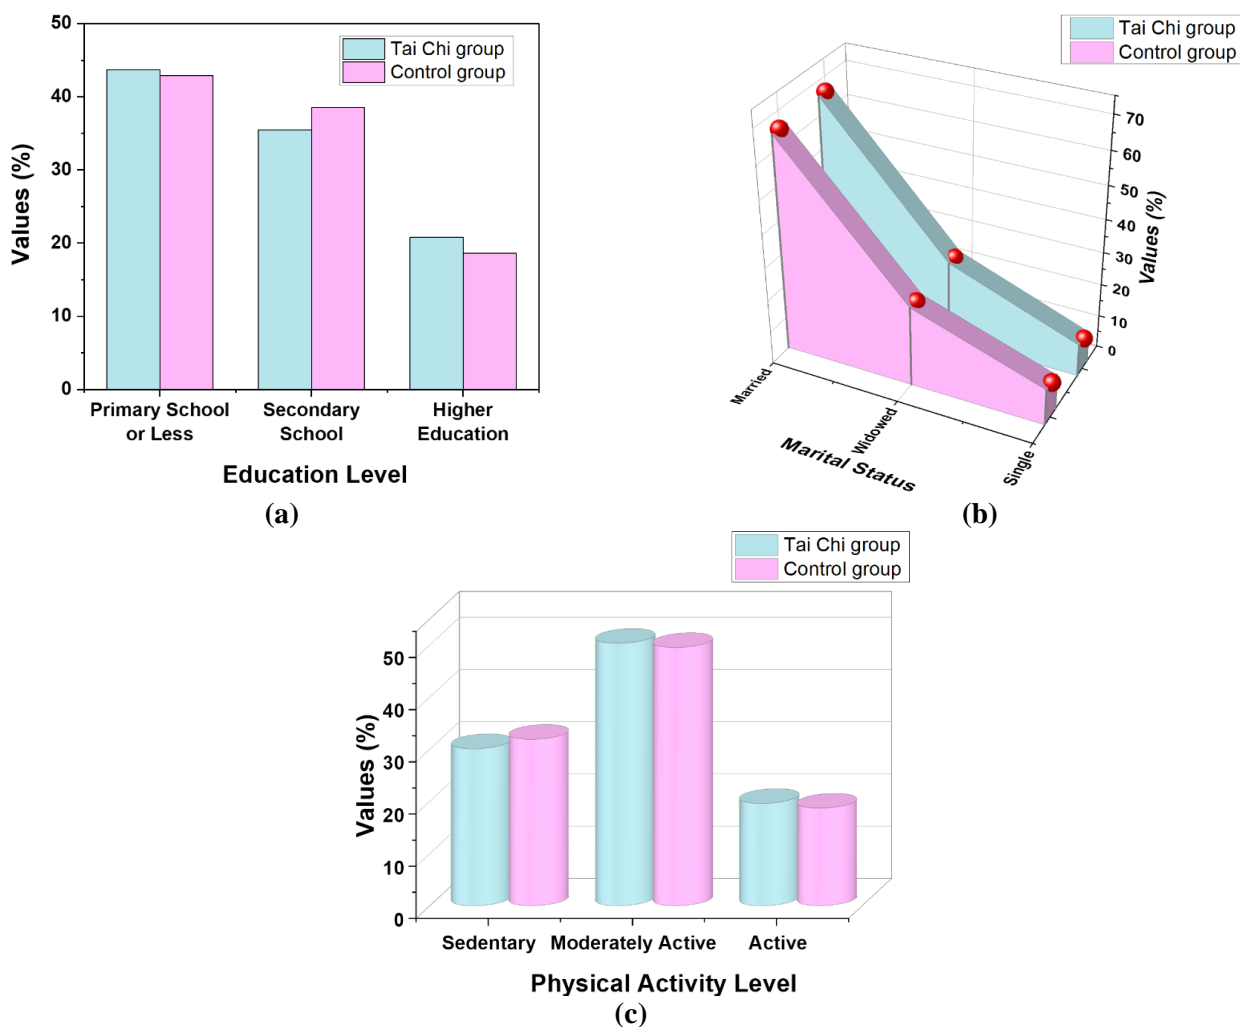 50
40
30
20
10
0
Values (%)
Tai Chi group
Control group
Primary School
or Less
Secondary
School
Higher
Education
Education Level
(a)
Tai Chi group
Control group
70
60
50
40
30
20
10
0
Values (%)
Married
Widowed
Single
Marital Status
(b)
Tai Chi group
Control group
50
40
30
20
10
0
Values (%)
Sedentary
Moderately Active
Active
Physical Activity Level
(c)